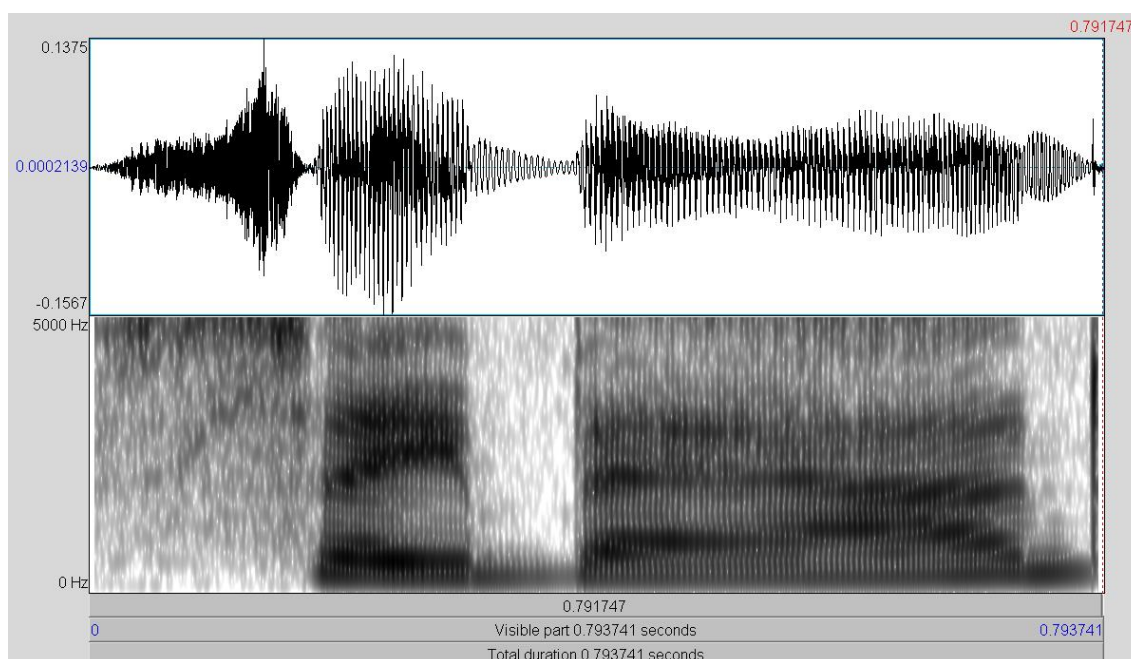 0.791747
0.1375
0.0002139
-0.1567
5000 Hz
0 Hz
0.791747
0 Visible part 0.793741 seconds 0.793741
Total duration 0.793741 seconds